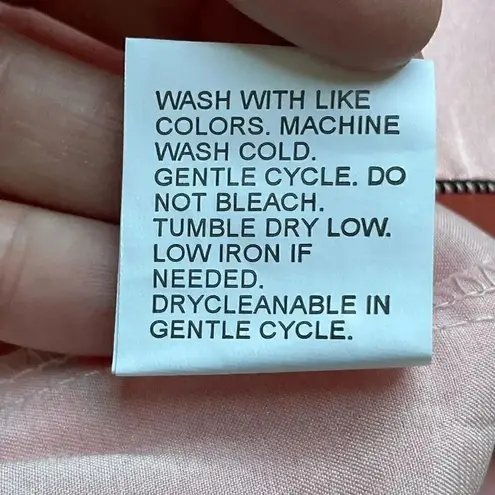 WASH WITH LIKE
COLORS. MACHINE
WASH COLD.
GENTLE CYCLE. DO
NOT BLEACH.
TUMBLE DRY LOW.
LOW IRON IF
NEEDED.
DRYCLEANABLE IN
GENTLE CYCLE.